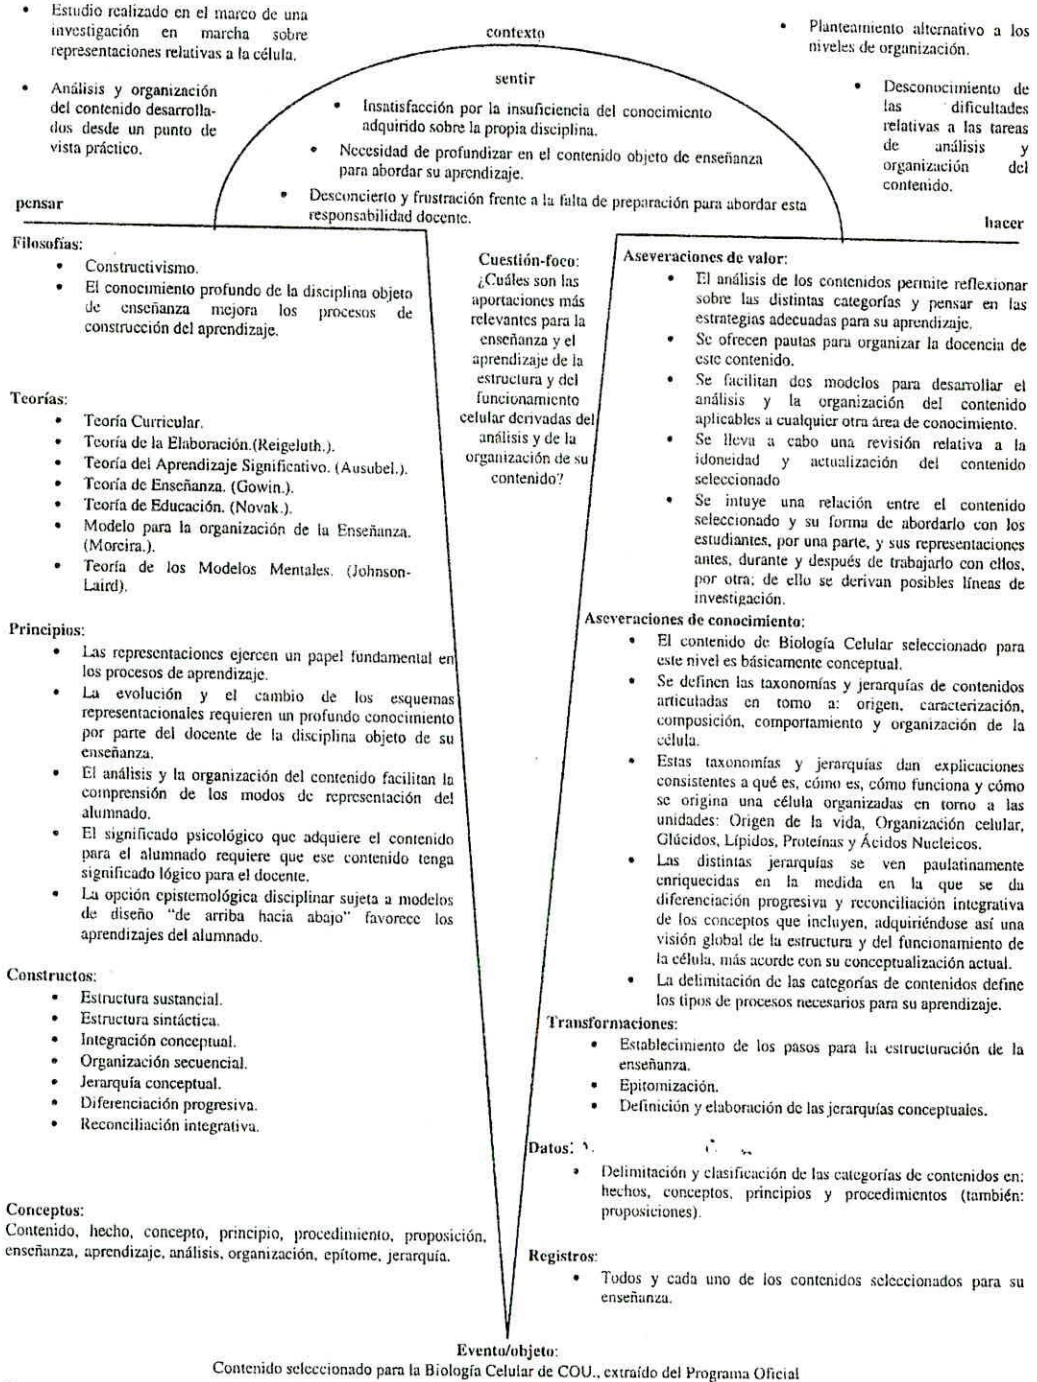 • Estudio realizado en el marco de una
investigación en marcha sobre
representaciones relativas a la célula.
• Análisis y organización
del contenido desarrolla-
dos desde un punto de
vista práctico.
contexto
• Planteamiento alternativo a los
niveles de organización.
• Desconocimiento de
las dificultades
relativas a las tareas
de análisis y
organización del
contenido.
sentir
• Insatisfacción por la insuficiencia del conocimiento
adquirido sobre la propia disciplina.
• Necesidad de profundizar en el contenido objeto de enseñanza
para abordar su aprendizaje.
• Desconcierto y frustración frente a la falta de preparación para abordar esta
responsabilidad docente.
pensar
hacer
Filosofías:
• Constructivismo.
• El conocimiento profundo de la disciplina objeto
de enseñanza mejora los procesos de
construcción del aprendizaje.
Teorías:
• Teoría Curricular.
• Teoría de la Elaboración.(Reigeluth.).
• Teoría del Aprendizaje Significativo. (Ausubel.).
• Teoría de Enseñanza. (Gowin.).
• Teoría de Educación. (Novak.).
• Modelo para la organización de la Enseñanza.
(Moreira.).
• Teoría de los Modelos Mentales. (Johnson-
Laird).
Principios:
• Las representaciones ejercen un papel fundamental en
los procesos de aprendizaje.
• La evolución y el cambio de los esquemas
representacionales requieren un profundo conocimiento
por parte del docente de la disciplina objeto de su
enseñanza.
• El análisis y la organización del contenido facilitan la
comprensión de los modos de representación del
alumnado.
• El significado psicológico que adquiere el contenido
para el alumnado requiere que ese contenido tenga
significado lógico para el docente.
• La opción epistemológica disciplinar sujeta a modelos
de diseño “de arriba hacia abajo” favorece los
aprendizajes del alumnado.
Constructos:
• Estructura sustancial.
• Estructura sintáctica.
• Integración conceptual.
• Organización secuencial.
• Jerarquía conceptual.
• Diferenciación progresiva.
• Reconciliación integrativa.
Conceptos:
Contenido, hecho, concepto, principio, procedimiento, proposición,
enseñanza, aprendizaje, análisis, organización, epítome, jerarquía.
Cuestión-foco:
¿Cuáles son las
aportaciones más
relevantes para la
enseñanza y el
aprendizaje de la
estructura y del
funcionamiento
celular derivadas del
análisis y de la
organización de su
contenido?
Aseveraciones de valor:
• El análisis de los contenidos permite reflexionar
sobre las distintas categorías y pensar en las
estrategias adecuadas para su aprendizaje.
• Se ofrecen pautas para organizar la docencia de
este contenido.
• Se facilitan dos modelos para desarrollar el
análisis y la organización del contenido
aplicables a cualquier otra área de conocimiento.
• Se lleva a cabo una revisión relativa a la
idoneidad y actualización del contenido
seleccionado
• Se intuye una relación entre el contenido
seleccionado y su forma de abordarlo con los
estudiantes, por una parte, y sus representaciones
antes, durante y después de trabajarlo con ellos,
por otra; de ello se derivan posibles líneas de
investigación.
Aseveraciones de conocimiento:
• El contenido de Biología Celular seleccionado para
este nivel es básicamente conceptual.
• Se definen las taxonomías y jerarquías de contenidos
articuladas en torno a: origen, caracterización,
composición, comportamiento y organización de la
célula.
• Estas taxonomías y jerarquías dan explicaciones
consistentes a qué es, cómo es, cómo funciona y cómo
se origina una célula organizadas en torno a las
unidades: Origen de la vida, Organización celular,
Glúcidos, Lípidos, Proteínas y Ácidos Nucleicos.
• Las distintas jerarquías se ven paulatinamente
enriquecidas en la medida en la que se da
diferenciación progresiva y reconciliación integrativa
de los conceptos que incluyen, adquiriéndose así una
visión global de la estructura y del funcionamiento de
la célula, más acorde con su conceptualización actual.
• La delimitación de las categorías de contenidos define
los tipos de procesos necesarios para su aprendizaje.
Transformaciones:
• Establecimiento de los pasos para la estructuración de la
enseñanza.
• Epitomización.
• Definición y elaboración de las jerarquías conceptuales.
Datos:
• Delimitación y clasificación de las categorías de contenidos en:
hechos, conceptos, principios y procedimientos (también:
proposiciones).
Registros:
• Todos y cada uno de los contenidos seleccionados para su
enseñanza.
Evento/objeto:
Contenido seleccionado para la Biología Celular de COU., extraído del Programa Oficial